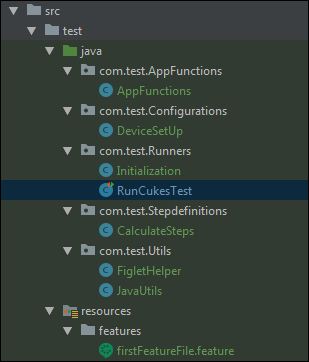 src
test
java
com.test.AppFunctions
AppFunctions
com.test.Configurations
DeviceSetUp
com.test.Runners
Initialization
RunCukesTest
com.test.Stepdefinitions
CalculateSteps
com.test.Utils
FigletHelper
JavaUtils
resources
features
firstFeatureFile.feature